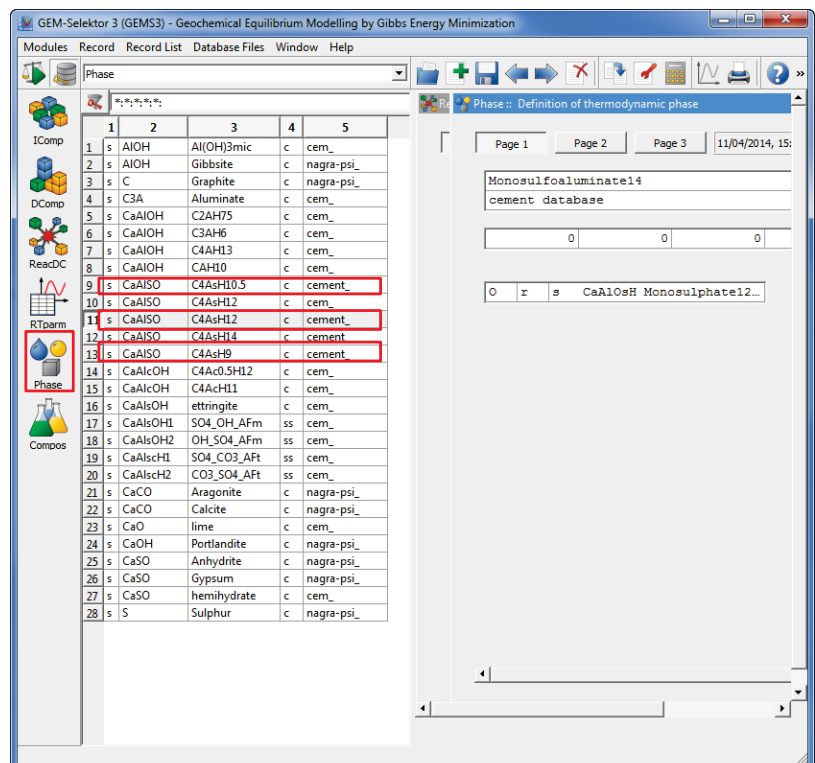 GEM-Selektor 3 (GEMS3) - Geochemical Equilibrium Modelling by Gibbs Energy Minimization
Modules Record Record List Database Files Window Help
Phase
*:*:*:*:*:
Phase :: Definition of thermodynamic phase
IComp
DComp
ReacDC
RTparm
Phase
Compos
1 2 3 4 5
1 s AlOH Al(OH)3mic c cem_
2 s AlOH Gibbsite c nagra-psi_
3 s C Graphite c nagra-psi_
4 s C3A Aluminate c cem_
5 s CaAlOH C2AH75 c cem_
6 s CaAlOH C3AH6 c cem_
7 s CaAlOH C4AH13 c cem_
8 s CaAlOH CAH10 c cem_
9 s CaAlSO C4AsH10.5 c cement_
10 s CaAlSO C4AsH12 c cem_
11 s CaAlSO C4AsH12 c cement_
12 s CaAlSO C4AsH14 c cement_
13 s CaAlSO C4AsH9 c cement_
14 s CaAlcOH C4Ac0.5H12 c cem_
15 s CaAlcOH C4AcH11 c cem_
16 s CaAlsOH ettringite c cem_
17 s CaAlsOH1 SO4_OH_AFm ss cem_
18 s CaAlsOH2 OH_SO4_AFm ss cem_
19 s CaAlscH1 SO4_CO3_AFt ss cem_
20 s CaAlscH2 CO3_SO4_AFt ss cem_
21 s CaCO Aragonite c nagra-psi_
22 s CaCO Calcite c nagra-psi_
23 s CaO lime c cem_
24 s CaOH Portlandite c nagra-psi_
25 s CaSO Anhydrite c nagra-psi_
26 s CaSO Gypsum c nagra-psi_
27 s CaSO hemihydrate c cem_
28 s S Sulphur c nagra-psi_
Page 1 Page 2 Page 3 11/04/2014, 15:
Monosulfoaluminate14
cement database
0 0 0
O r s CaAlOsH Monosulphate12...